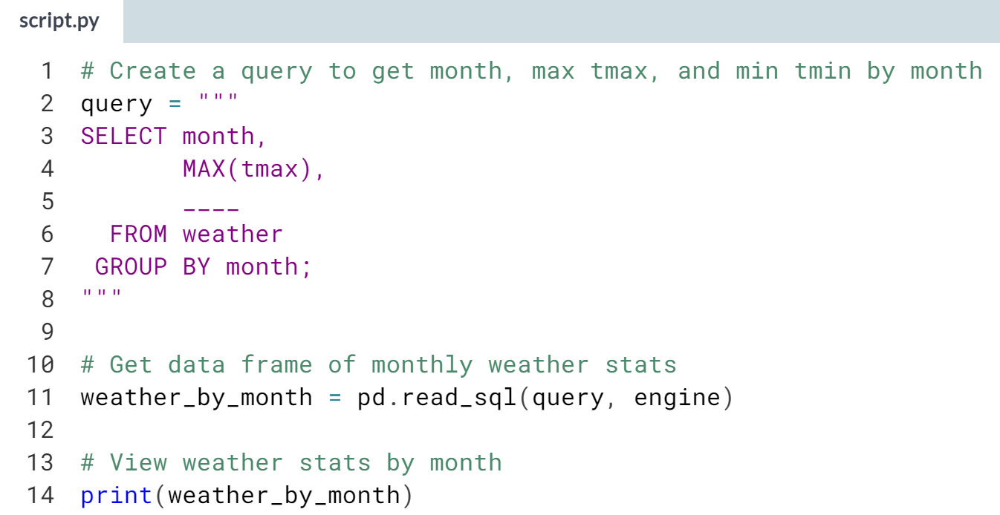 script.py
1 # Create a query to get month, max tmax, and min tmin by month
2 query = """
3 SELECT month,
4        MAX(tmax),
5        ____
6   FROM weather
7  GROUP BY month;
8 """
9
10 # Get data frame of monthly weather stats
11 weather_by_month = pd.read_sql(query, engine)
12
13 # View weather stats by month
14 print(weather_by_month)